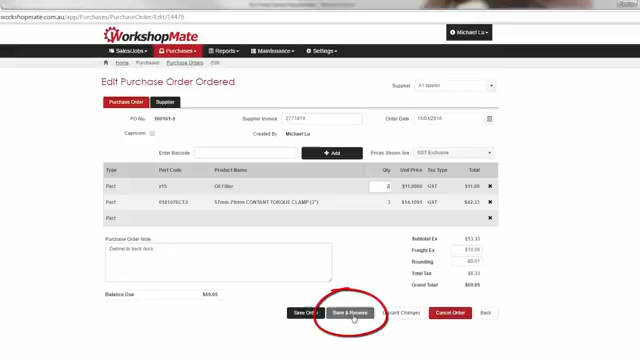 workshopmate.com.au/app/Purchases/PurchaseOrder/Edit/14478
WorkshopMate
Michael Lu
Sales/Jobs Purchases Reports Maintenance Settings
Home Purchases Purchase Orders Edit
Edit Purchase Order Ordered
Supplier A1 spares
Purchase Order Supplier
PO No. 100161-3 Supplier Invoice 2771019 Order Date 15/03/2016
Capricorn Created By Michael Lu
Enter Barcode Add Prices Shown Are GST Exclusive
Type Part Code Product Name Qty Unit Price Tax Type Total
Part z15 Oil Filter 2 $11.0000 GST $11.00
Part 57mm-79mm CONTANT TORQUE CLAMP (3") 3 $14.1091 GST $42.33
Part
Purchase Order Note
Deliver to back dock
Subtotal Ex $53.33
Freight Ex $10.00
Rounding -$0.01
Total Tax $6.33
Grand Total $69.65
Balance Due $69.65
Save Order Save & Receive Discard Changes Cancel Order Back